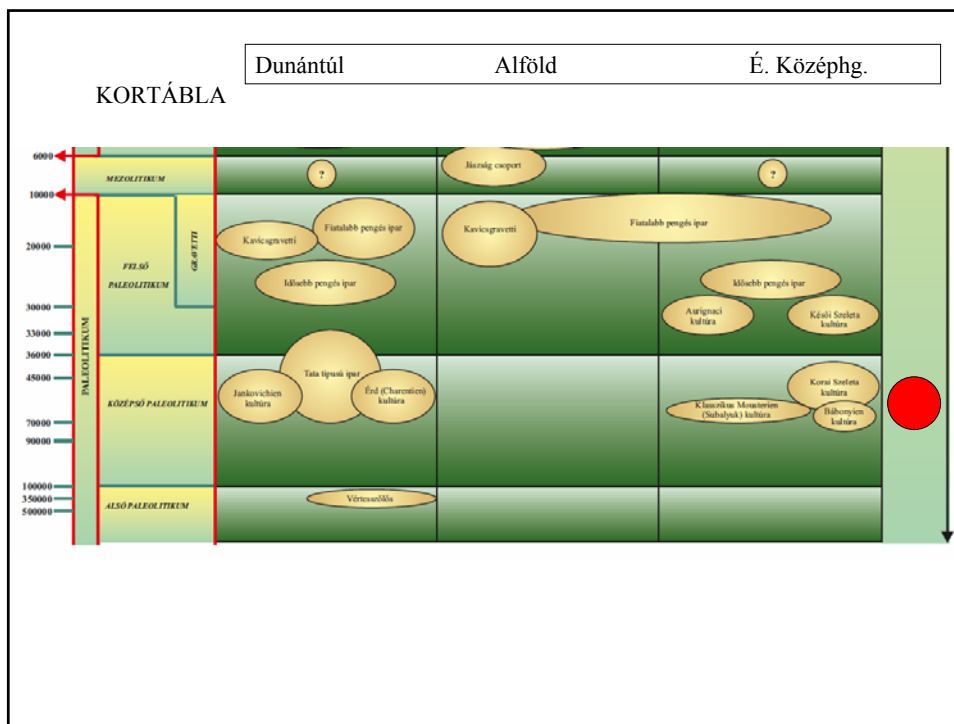 Dunántúl Alföld É. Középhg.
KORTÁBLA
6000
MEZOLITIKUM
?
Jászság csoport
?
10000
20000
30000
33000
36000
45000
70000
90000
100000
350000
500000
PALEOLITIKUM
FELSŐ
PALEOLITIKUM
GRAVETTI
Kavicsgravetti
Fiatalabb pengés ipar
Idősebb pengés ipar
Kavicsgravetti
Fiatalabb pengés ipar
Idősebb pengés ipar
Aurignaci
kultúra
Késői Szeleta
kultúra
KÖZÉPSŐ PALEOLITIKUM
Tata típusú ipar
Jankovichien
kultúra
Érd (Charentien)
kultúra
Korai Szeleta
kultúra
Klasszikus Mousterien
(Subalyuk) kultúra
Bábonyien
kultúra
ALSÓ PALEOLITIKUM
Vértesszőlős